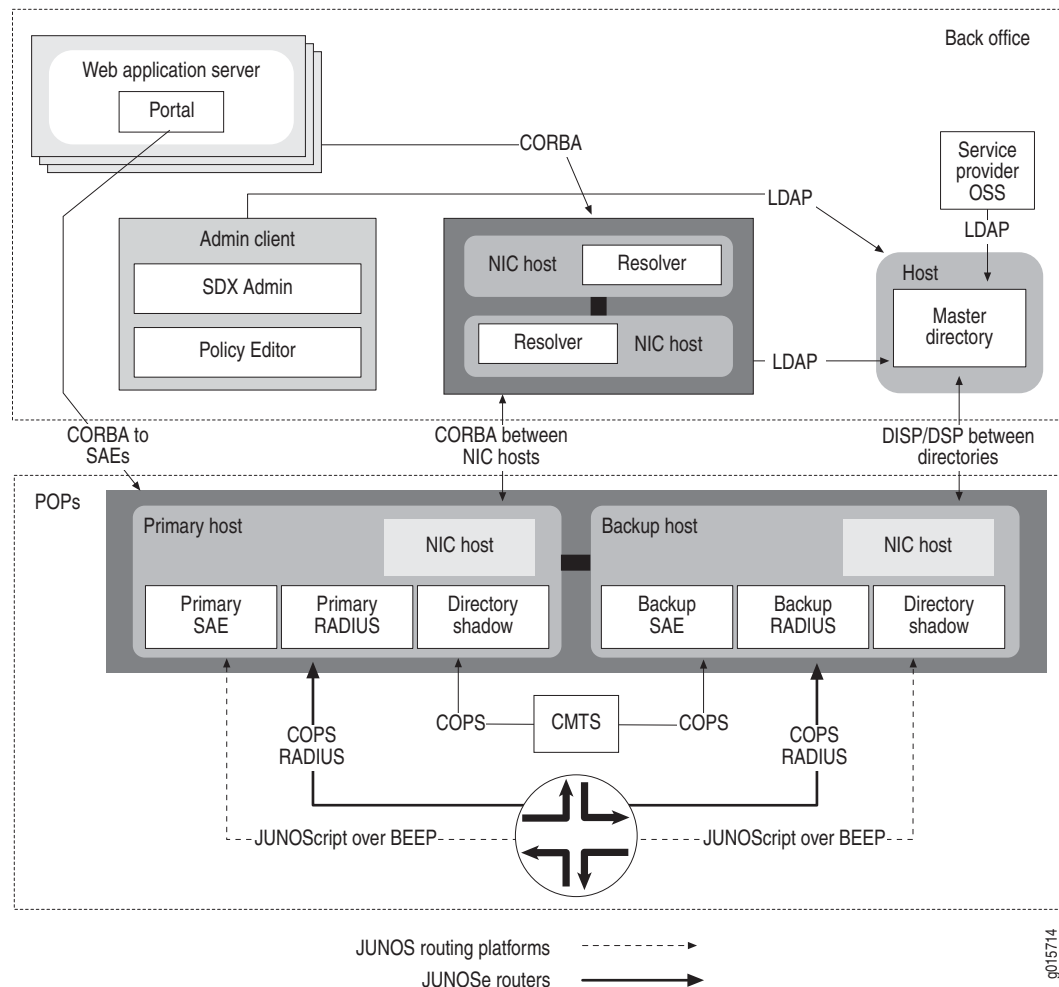 Back office
Web application server
Portal
CORBA
Service
provider
OSS
LDAP
LDAP
Admin client
SDX Admin
Policy Editor
NIC host
Resolver
Resolver
NIC host
Host
Master
directory
LDAP
CORBA to
SAEs
CORBA between
NIC hosts
DISP/DSP between
directories
POPs
Primary host
NIC host
Primary
SAE
Primary
RADIUS
Directory
shadow
Backup host
NIC host
Backup
SAE
Backup
RADIUS
Directory
shadow
COPS
CMTS
COPS
COPS
RADIUS
COPS
RADIUS
JUNOScript over BEEP
JUNOScript over BEEP
JUNOS routing platforms
JUNOSe routers
g015714